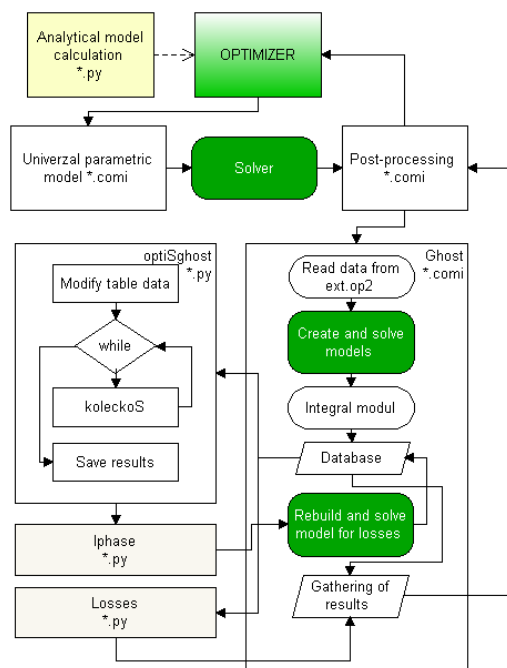 Analytical model
calculation
*.py
OPTIMIZER
Univerzal parametric
model *.comi
Solver
Post-processing
*.comi
optiSghost
*.py
Modify table data
while
koleckoS
Save results
Iphase
*.py
Losses
*.py
Ghost
*.comi
Read data from
ext.op2
Create and solve
models
Integral modul
Database
Rebuild and solve
model for losses
Gathering of
results